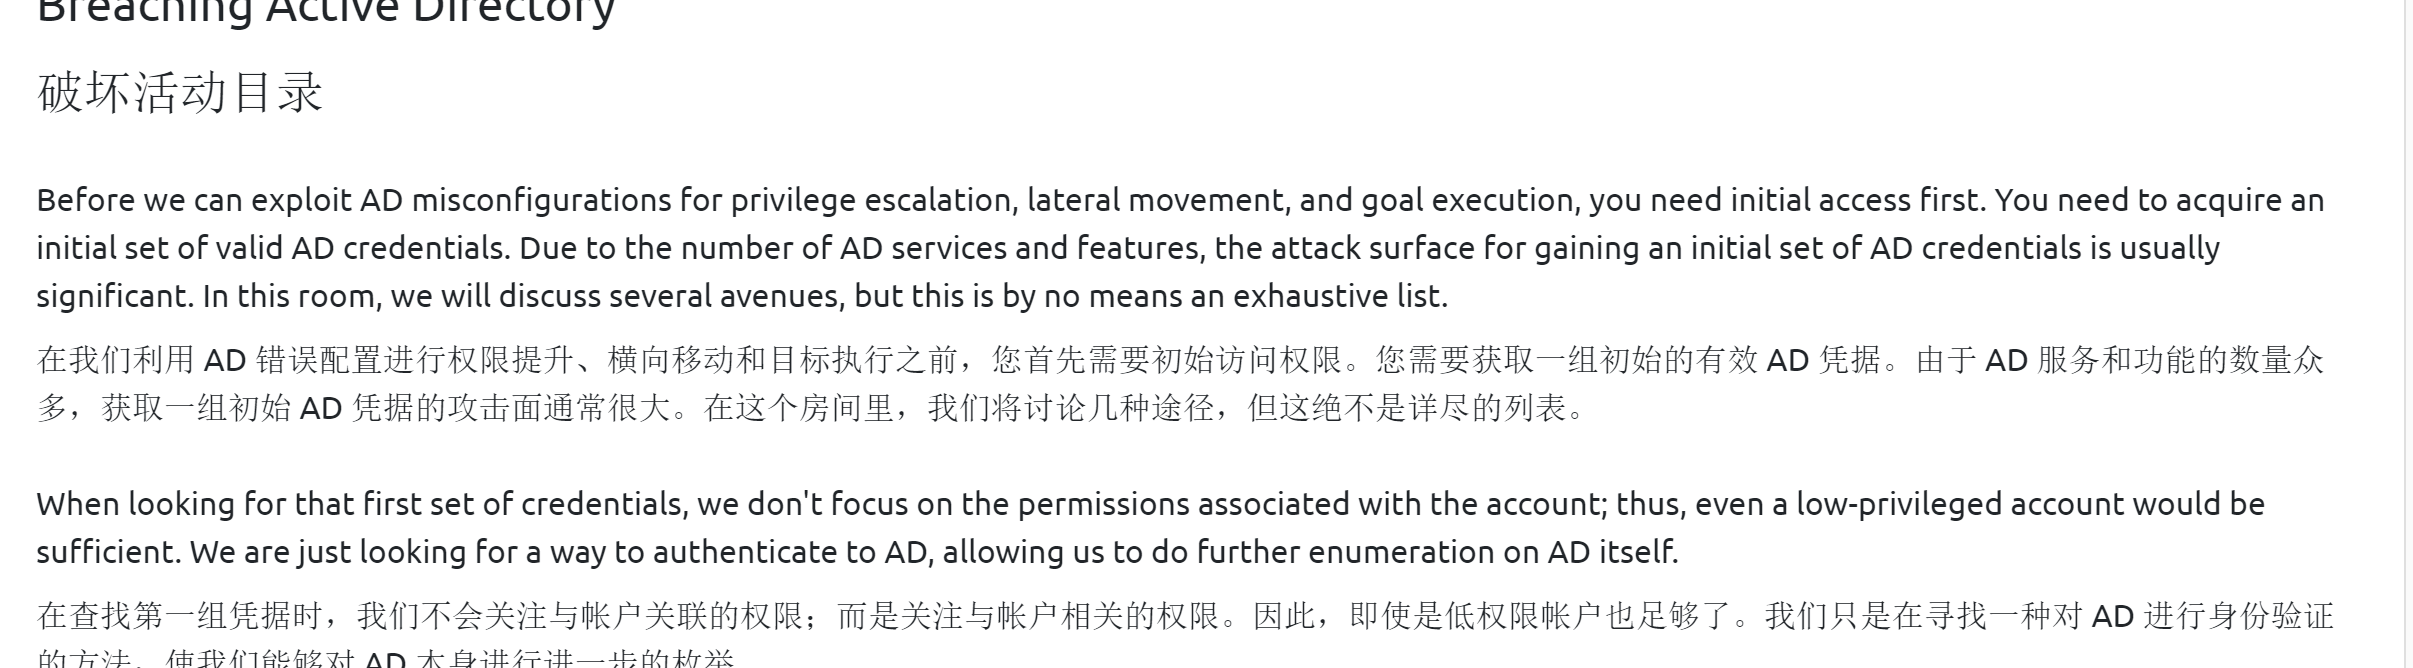 Breaching Active Directory
破坏活动目录
Before we can exploit AD misconfigurations for privilege escalation, lateral movement, and goal execution, you need initial access first. You need to acquire an
initial set of valid AD credentials. Due to the number of AD services and features, the attack surface for gaining an initial set of AD credentials is usually
significant. In this room, we will discuss several avenues, but this is by no means an exhaustive list.
在我们利用 AD 错误配置进行权限提升、横向移动和目标执行之前，您首先需要初始访问权限。您需要获取一组初始的有效 AD 凭据。由于 AD 服务和功能的数量众
多，获取一组初始 AD 凭据的攻击面通常很大。在这个房间里，我们将讨论几种途径，但这绝不是详尽的列表。
When looking for that first set of credentials, we don't focus on the permissions associated with the account; thus, even a low-privileged account would be
sufficient. We are just looking for a way to authenticate to AD, allowing us to do further enumeration on AD itself.
在查找第一组凭据时，我们不会关注与帐户关联的权限；而是关注与帐户相关的权限。因此，即使是低权限帐户也足够了。我们只是在寻找一种对 AD 进行身份验证
的方法，使我们能够对 AD 本身进行进一步的枚举